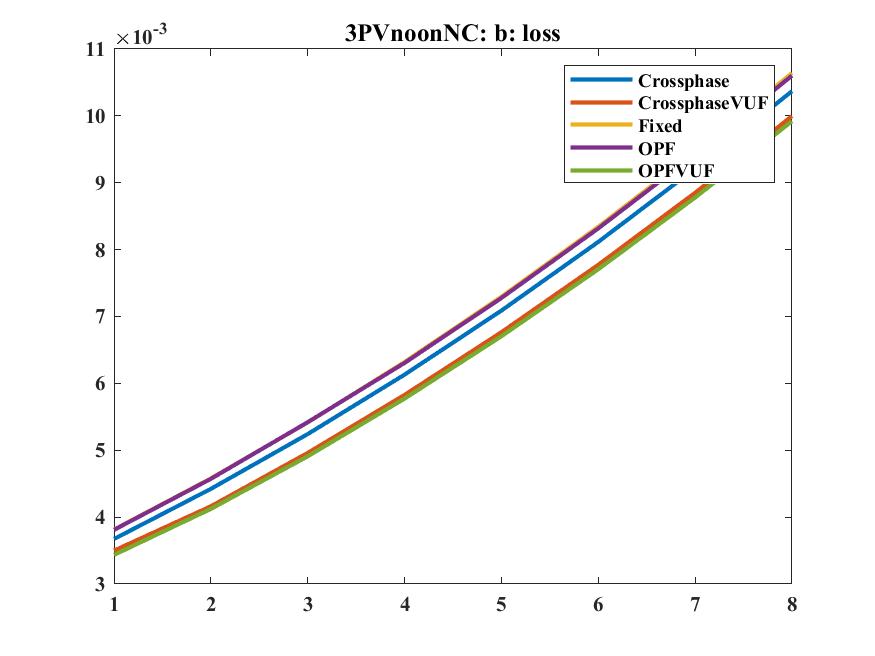 3PVnoonNC: b: loss
×10-3
11
10
9
8
7
6
5
4
3
1 2 3 4 5 6 7 8
Crossphase
CrossphaseVUF
Fixed
OPF
OPFVUF